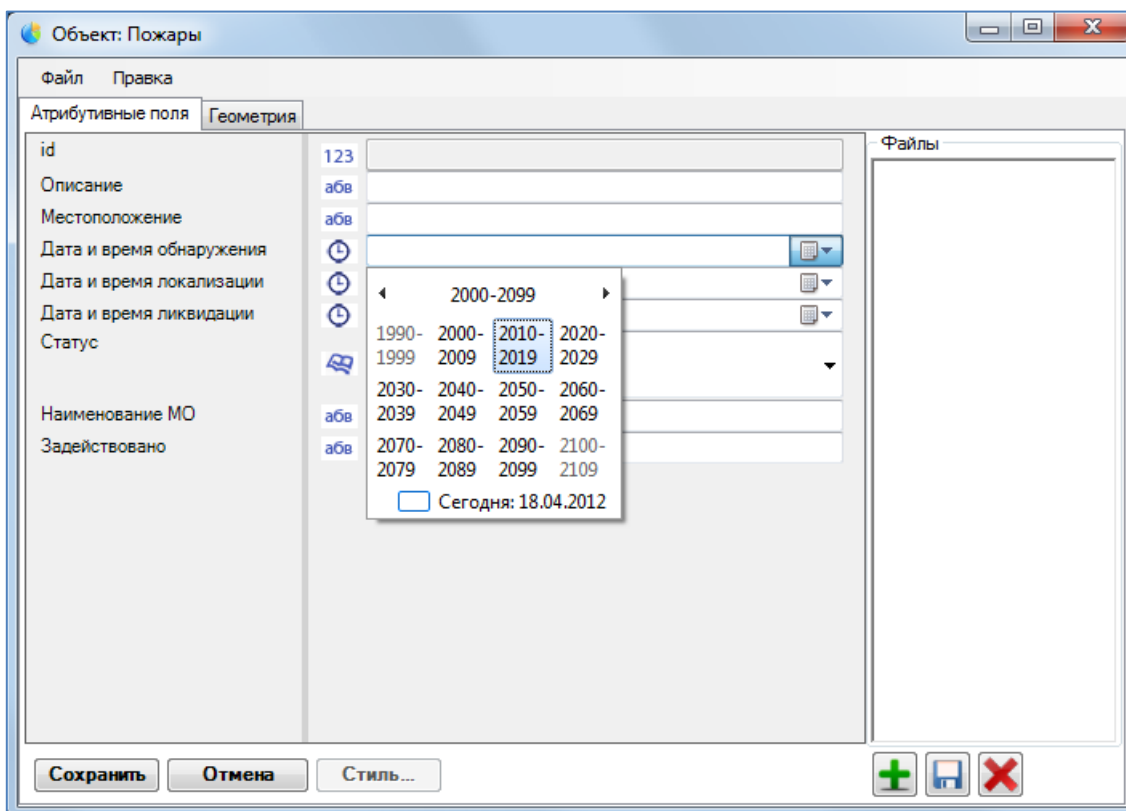 Объект: Пожары
Файл Правка
Атрибутивные поля Геометрия
id 123
Описание абв
Местоположение абв
Дата и время обнаружения
Дата и время локализации
Дата и время ликвидации
Статус
Наименование МО абв
Задействовано абв
2000-2099
1990- 2000- 2010- 2020-
1999 2009 2019 2029
2030- 2040- 2050- 2060-
2039 2049 2059 2069
2070- 2080- 2090- 2100-
2079 2089 2099 2109
Сегодня: 18.04.2012
Файлы
Сохранить Отмена Стиль...